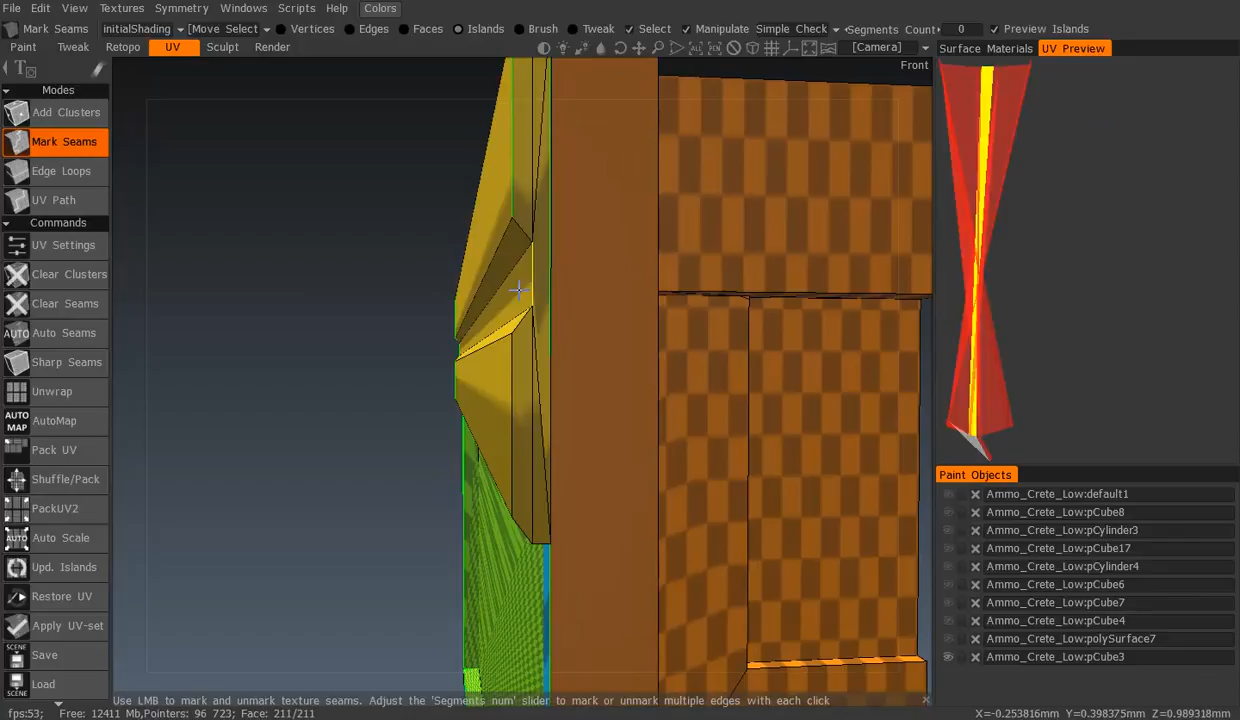 File Edit View Textures Symmetry Windows Scripts Help Colors
Mark Seams initialShading [Move Select] Vertices Edges Faces Islands Brush Tweak Select Manipulate Simple Check Segments Count 0 Preview Islands
Paint Tweak Retopo UV Sculpt Render [Camera] Surface Materials UV Preview
Front
Modes
Add Clusters
Mark Seams
Edge Loops
UV Path
Commands
UV Settings
Clear Clusters
Clear Seams
AUTO Auto Seams
Sharp Seams
Unwrap
AUTO MAP AutoMap
Pack UV
Shuffle/Pack
PackUV2
AUTO Auto Scale
Upd. Islands
Restore UV
Apply UV-set
SCENE Save
SCENE Load
Paint Objects
Ammo_Crete_Low:default1
Ammo_Crete_Low:pCube8
Ammo_Crete_Low:pCylinder3
Ammo_Crete_Low:pCube17
Ammo_Crete_Low:pCylinder4
Ammo_Crete_Low:pCube6
Ammo_Crete_Low:pCube7
Ammo_Crete_Low:pCube4
Ammo_Crete_Low:polySurface7
Ammo_Crete_Low:pCube3
Use LMB to mark and unmark texture seams. Adjust the 'Segments num' slider to mark or unmark multiple edges with each click
fps:53; Free: 12411 Mb,Pointers: 96 723; Face: 211/211 X=-0.253816mm Y=0.398375mm Z=0.989318mm